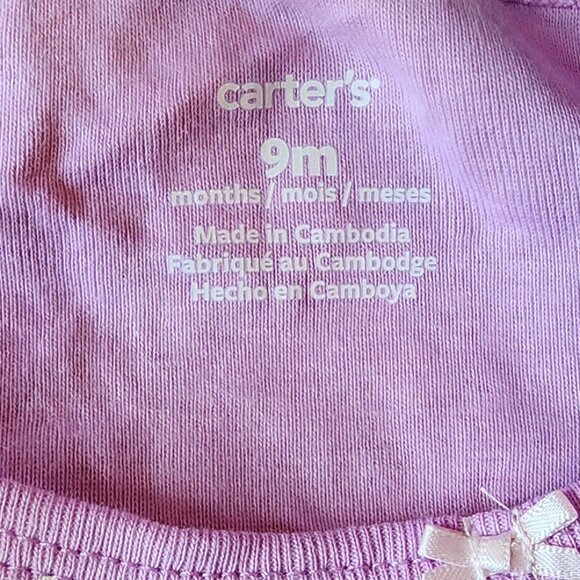 carter's
9m
months / mois / meses
Made in Cambodia
Fabriqué au Cambodge
Hecho en Camboya